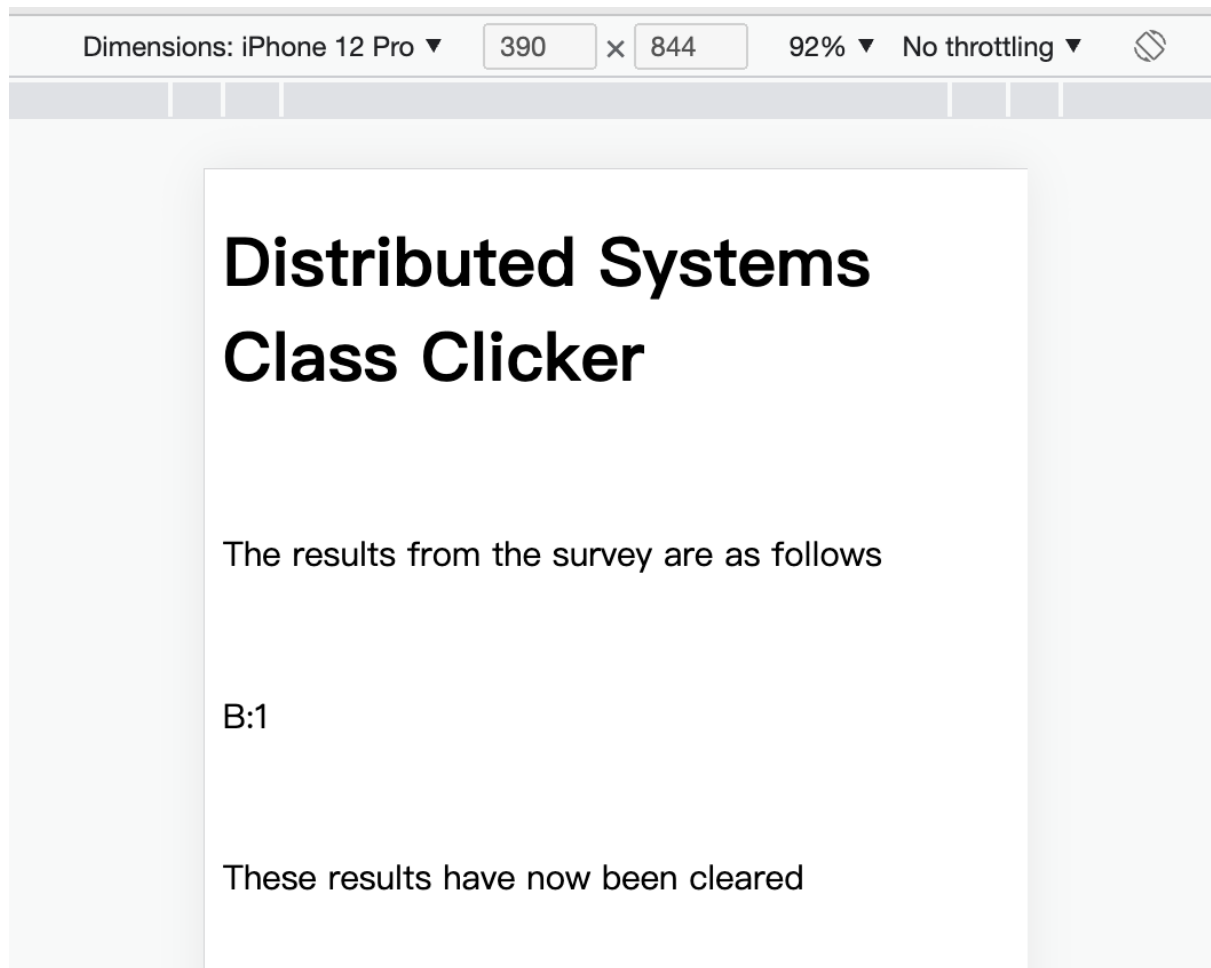 Dimensions: iPhone 12 Pro ▼ 390 × 844 92% ▼ No throttling ▼
Distributed Systems
Class Clicker
The results from the survey are as follows
B:1
These results have now been cleared